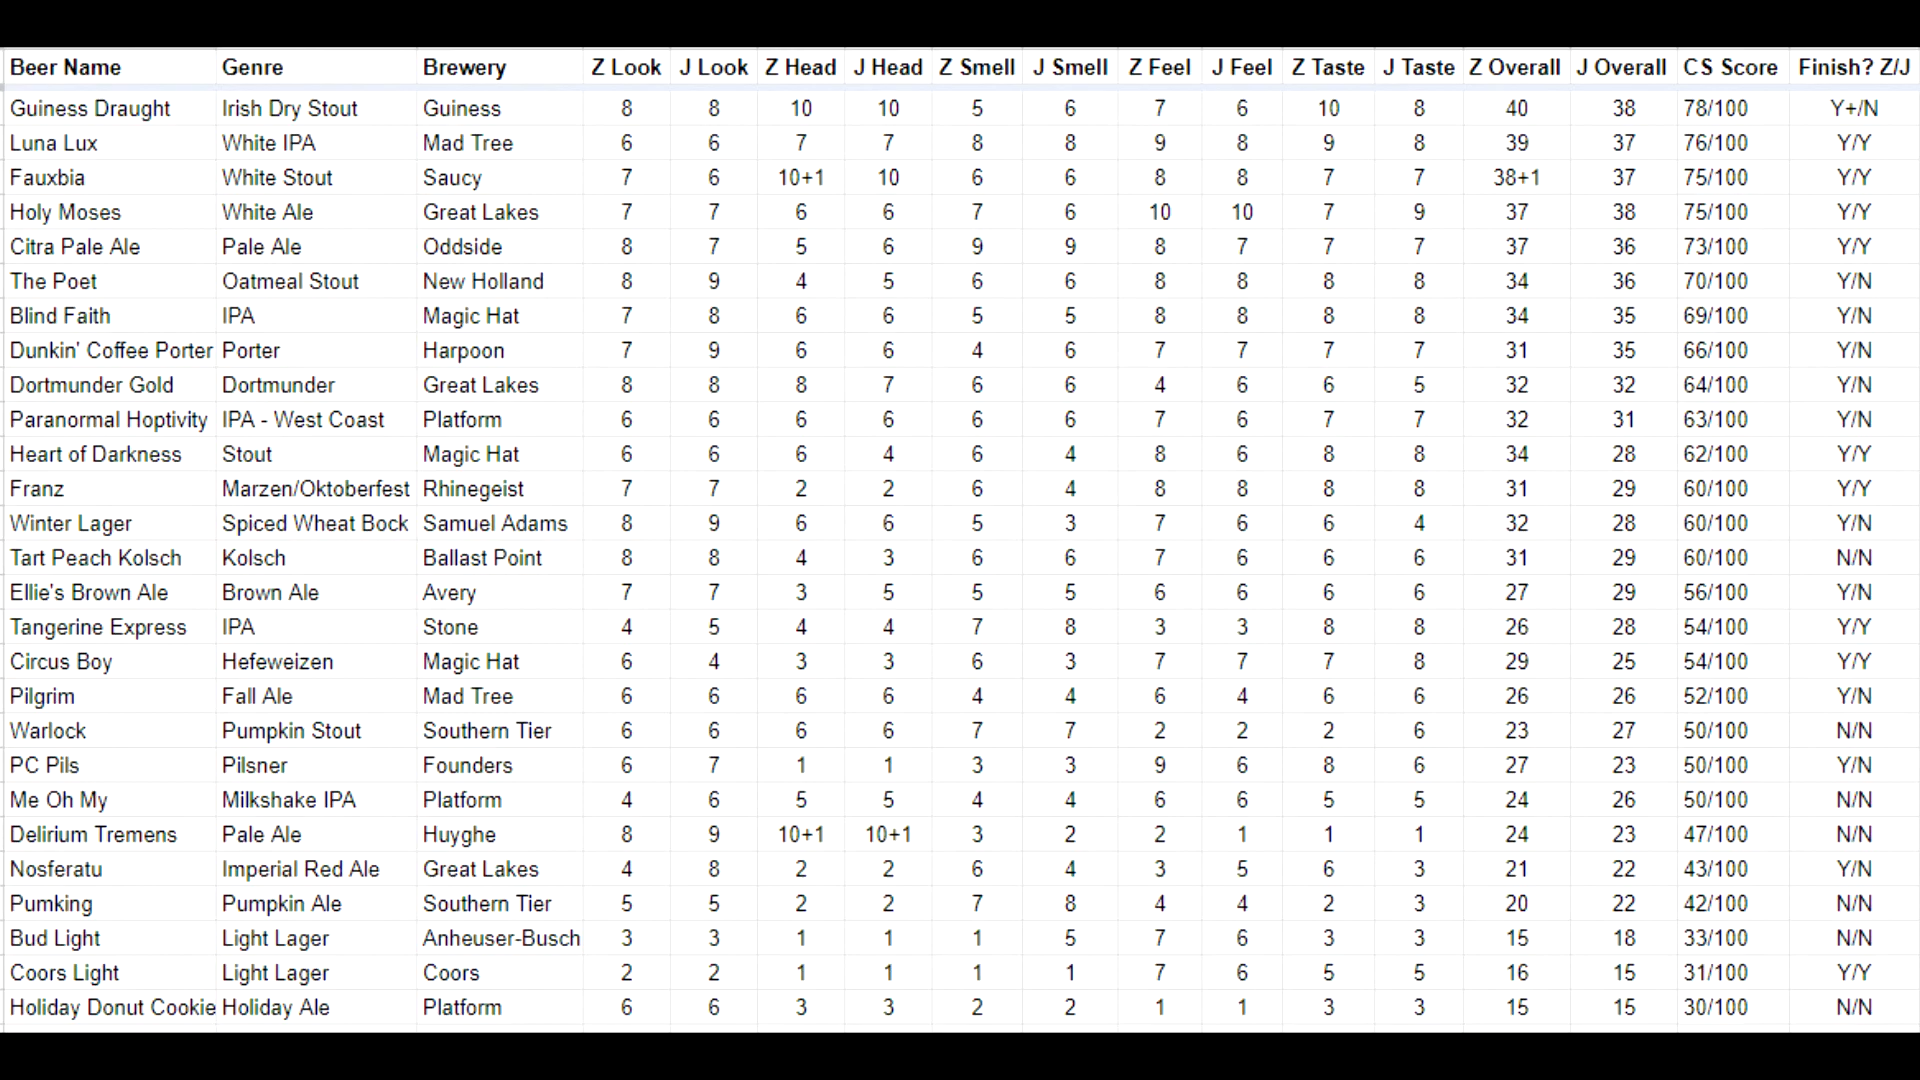 Beer Name Genre Brewery Z Look J Look Z Head J Head Z Smell J Smell Z Feel J Feel Z Taste J Taste Z Overall J Overall CS Score Finish? Z/J
Guiness Draught Irish Dry Stout Guiness 8 8 10 10 5 6 7 6 10 8 40 38 78/100 Y+/N
Luna Lux White IPA Mad Tree 6 6 7 7 8 8 9 8 9 8 39 37 76/100 Y/Y
Fauxbia White Stout Saucy 7 6 10+1 10 6 6 8 8 7 7 38+1 37 75/100 Y/Y
Holy Moses White Ale Great Lakes 7 7 6 6 7 6 10 10 7 9 37 38 75/100 Y/Y
Citra Pale Ale Pale Ale Oddside 8 7 5 6 9 9 8 7 7 7 37 36 73/100 Y/Y
The Poet Oatmeal Stout New Holland 8 9 4 5 6 6 8 8 8 8 34 36 70/100 Y/N
Blind Faith IPA Magic Hat 7 8 6 6 5 5 8 8 8 8 34 35 69/100 Y/N
Dunkin' Coffee Porter Porter Harpoon 7 9 6 6 4 6 7 7 7 7 31 35 66/100 Y/N
Dortmunder Gold Dortmunder Great Lakes 8 8 8 7 6 6 4 6 6 5 32 32 64/100 Y/N
Paranormal Hoptivity IPA - West Coast Platform 6 6 6 6 6 6 7 6 7 7 32 31 63/100 Y/N
Heart of Darkness Stout Magic Hat 6 6 6 4 6 4 8 6 8 8 34 28 62/100 Y/Y
Franz Marzen/Oktoberfest Rhinegeist 7 7 2 2 6 4 8 8 8 8 31 29 60/100 Y/Y
Winter Lager Spiced Wheat Bock Samuel Adams 8 9 6 6 5 3 7 6 6 4 32 28 60/100 Y/N
Tart Peach Kolsch Kolsch Ballast Point 8 8 4 3 6 6 7 6 6 6 31 29 60/100 N/N
Ellie's Brown Ale Brown Ale Avery 7 7 3 5 5 5 6 6 6 6 27 29 56/100 Y/N
Tangerine Express IPA Stone 4 5 4 4 7 8 3 3 8 8 26 28 54/100 Y/Y
Circus Boy Hefeweizen Magic Hat 6 4 3 3 6 3 7 7 7 8 29 25 54/100 Y/Y
Pilgrim Fall Ale Mad Tree 6 6 6 6 4 4 6 4 6 6 26 26 52/100 Y/N
Warlock Pumpkin Stout Southern Tier 6 6 6 6 7 7 2 2 2 6 23 27 50/100 N/N
PC Pils Pilsner Founders 6 7 1 1 3 3 9 6 8 6 27 23 50/100 Y/N
Me Oh My Milkshake IPA Platform 4 6 5 5 4 4 6 6 5 5 24 26 50/100 N/N
Delirium Tremens Pale Ale Huyghe 8 9 10+1 10+1 3 2 2 1 1 1 24 23 47/100 N/N
Nosferatu Imperial Red Ale Great Lakes 4 8 2 2 6 4 3 5 6 3 21 22 43/100 Y/N
Pumking Pumpkin Ale Southern Tier 5 5 2 2 7 8 4 4 2 3 20 22 42/100 N/N
Bud Light Light Lager Anheuser-Busch 3 3 1 1 1 5 7 6 3 3 15 18 33/100 N/N
Coors Light Light Lager Coors 2 2 1 1 1 1 7 6 5 5 16 15 31/100 Y/Y
Holiday Donut Cookie Holiday Ale Platform 6 6 3 3 2 2 1 1 3 3 15 15 30/100 N/N